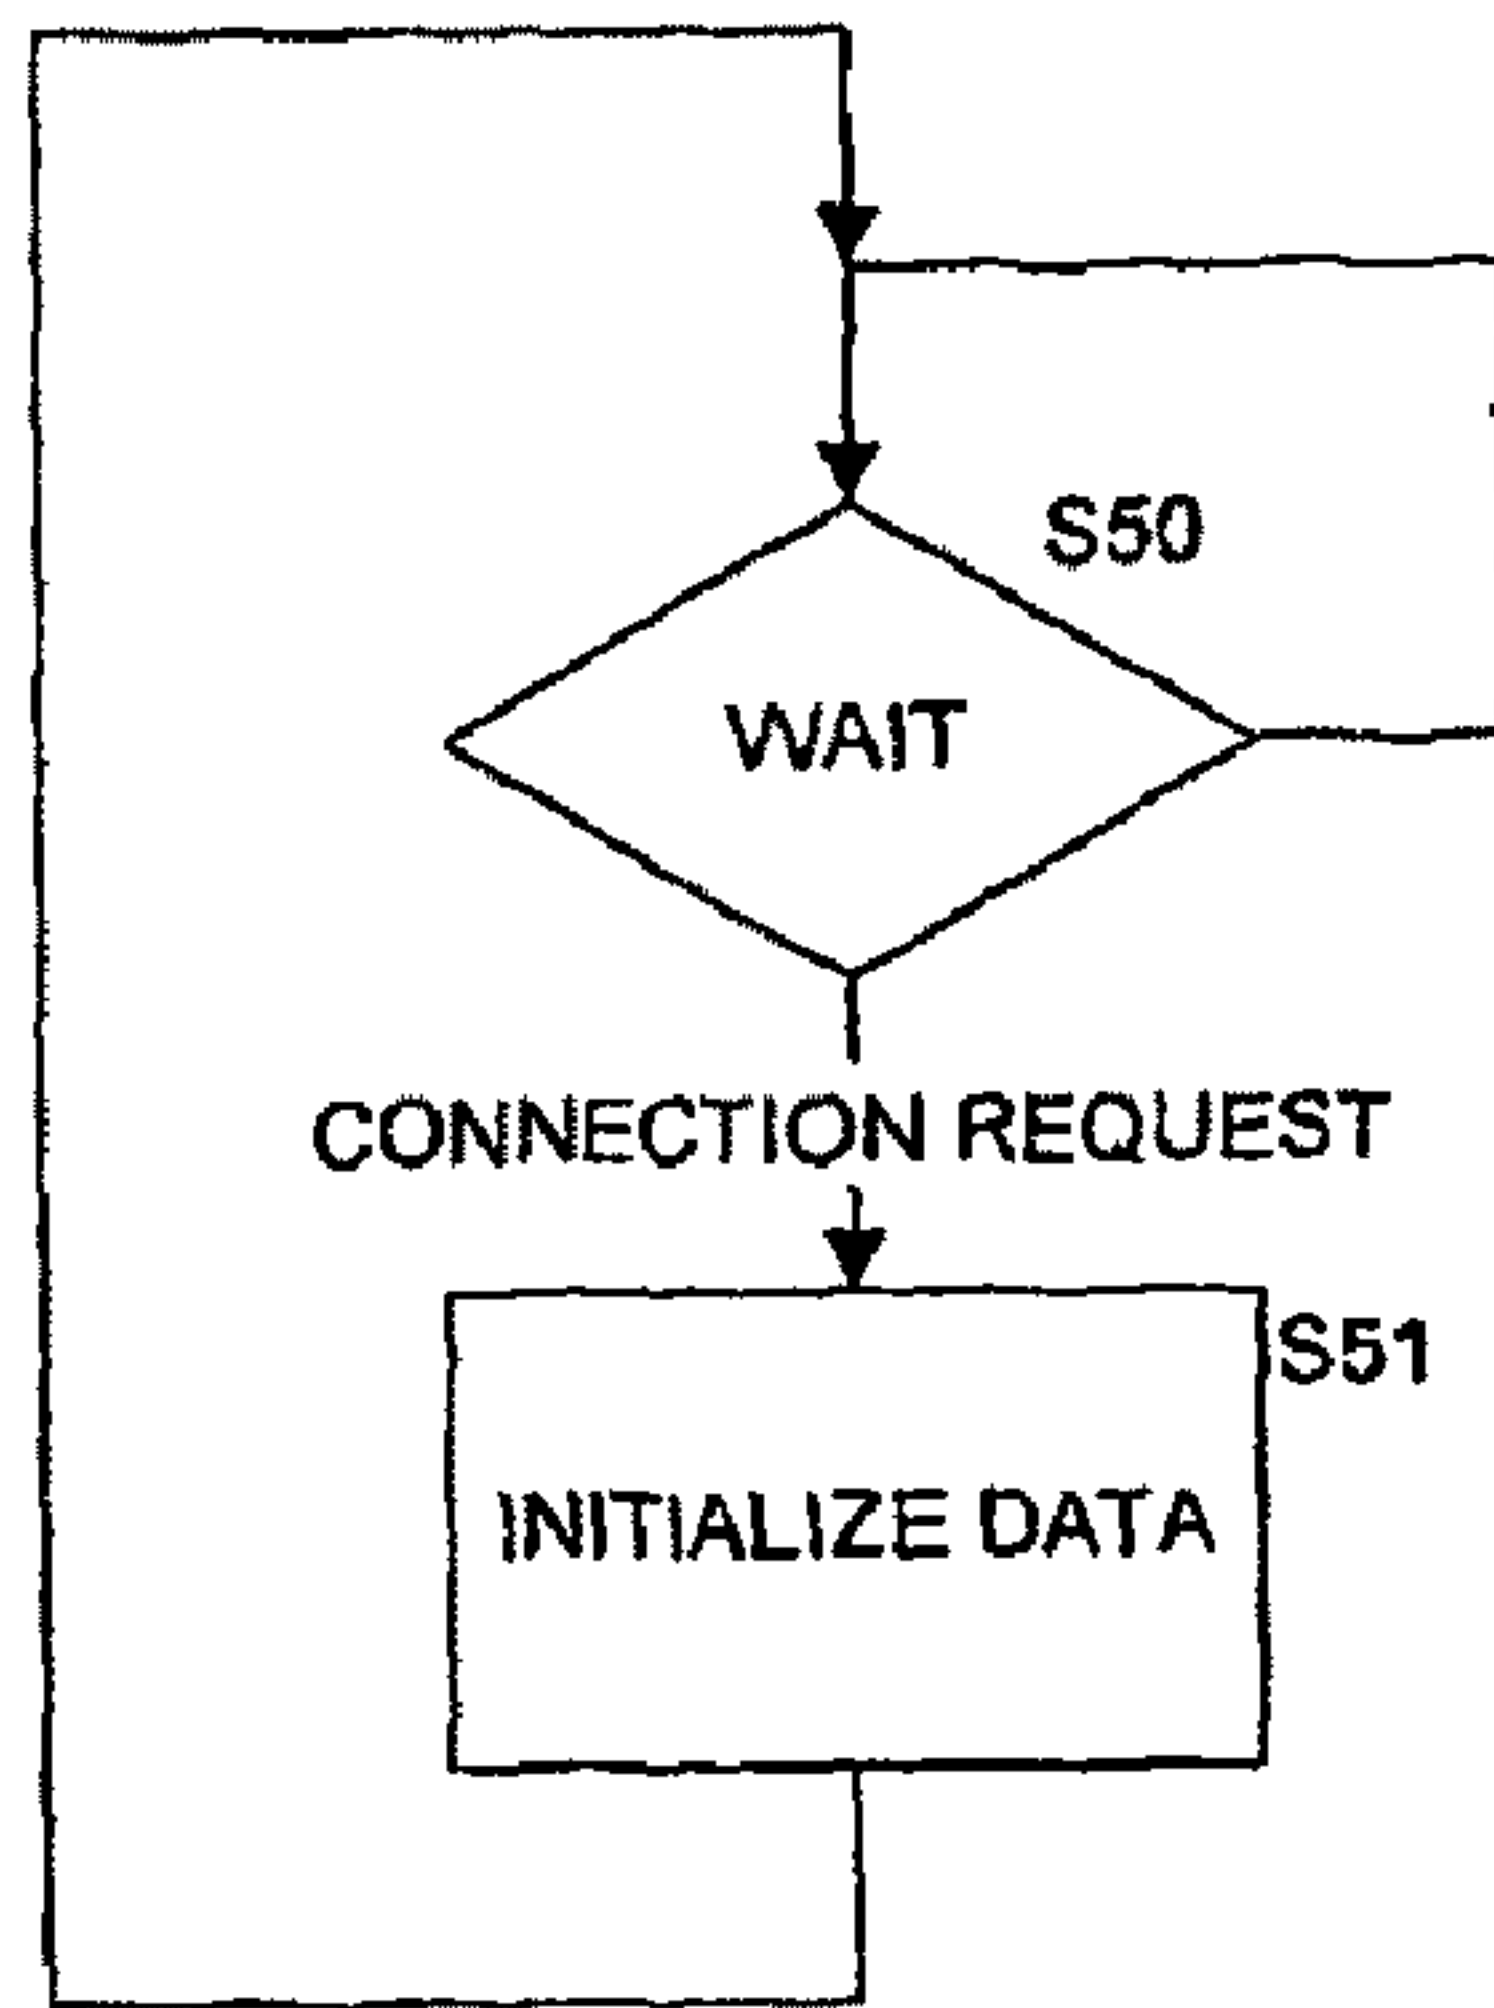 S50
WAIT
CONNECTION REQUEST
S51
INITIALIZE DATA